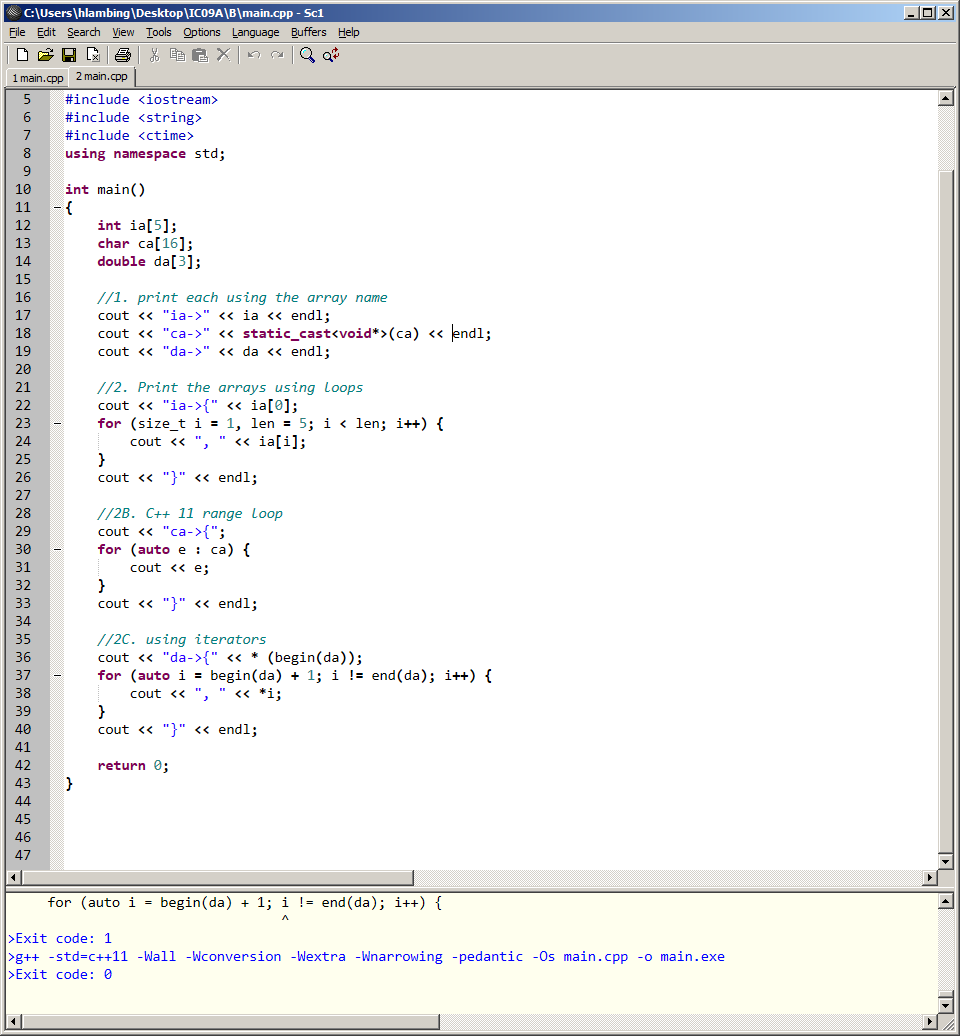 C:\Users\hlambing\Desktop\IC09A\B\main.cpp - Sc1
File Edit Search View Tools Options Language Buffers Help
1 main.cpp 2 main.cpp
5 #include <iostream>
6 #include <string>
7 #include <ctime>
8 using namespace std;
9
10 int main()
11 {
12 int ia[5];
13 char ca[16];
14 double da[3];
15
16 //1. print each using the array name
17 cout << "ia->" << ia << endl;
18 cout << "ca->" << static_cast<void*>(ca) << endl;
19 cout << "da->" << da << endl;
20
21 //2. Print the arrays using loops
22 cout << "ia->{" << ia[0];
23 for (size_t i = 1, len = 5; i < len; i++) {
24 cout << ", " << ia[i];
25 }
26 cout << "}" << endl;
27
28 //2B. C++ 11 range loop
29 cout << "ca->{";
30 for (auto e : ca) {
31 cout << e;
32 }
33 cout << "}" << endl;
34
35 //2C. using iterators
36 cout << "da->{" << * (begin(da));
37 for (auto i = begin(da) + 1; i != end(da); i++) {
38 cout << ", " << *i;
39 }
40 cout << "}" << endl;
41
42 return 0;
43 }
44
45
46
47
for (auto i = begin(da) + 1; i != end(da); i++) {
^
>Exit code: 1
>g++ -std=c++11 -Wall -Wconversion -Wextra -Wnarrowing -pedantic -Os main.cpp -o main.exe
>Exit code: 0